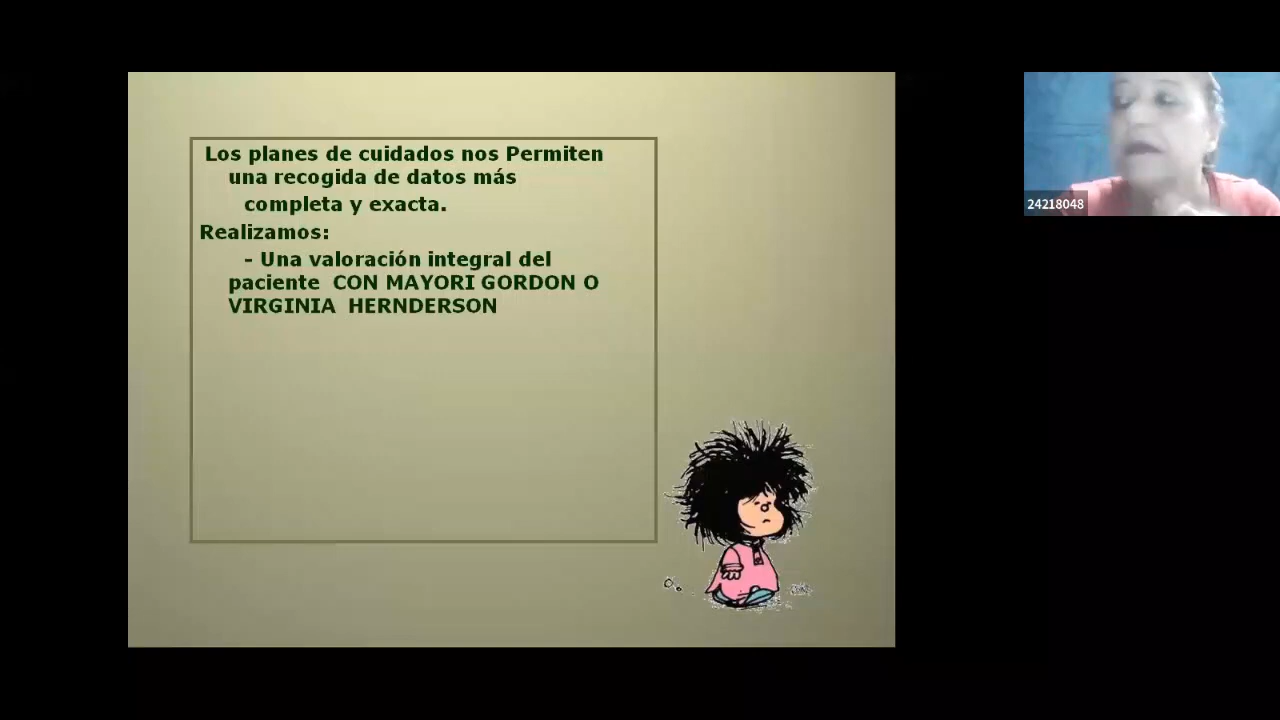 Los planes de cuidados nos Permiten
una recogida de datos más
completa y exacta.
Realizamos:
- Una valoración integral del
paciente CON MAYORI GORDON O
VIRGINIA HERNDERSON
24218048